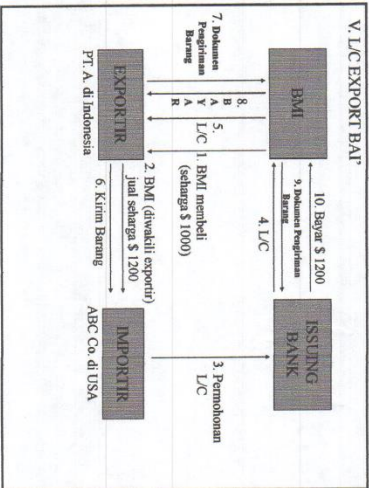 V. L/C EXPORT BAI'
BMI
ISSUING
BANK
10. Bayar $ 1200
9. Dokumen Pengiriman
Barang
4. L/C
7. Dokumen
Pengiriman
Barang
8.
B
A
Y
A
R
5.
L/C
1. BMI membeli
(seharga $ 1000)
3. Permohonan
L/C
EXPORTIR
PT. A. di Indonesia
2. BMI (diwakili exportir)
jual seharga $ 1200
6. Kirim Barang
IMPORTIR
ABC Co. di USA